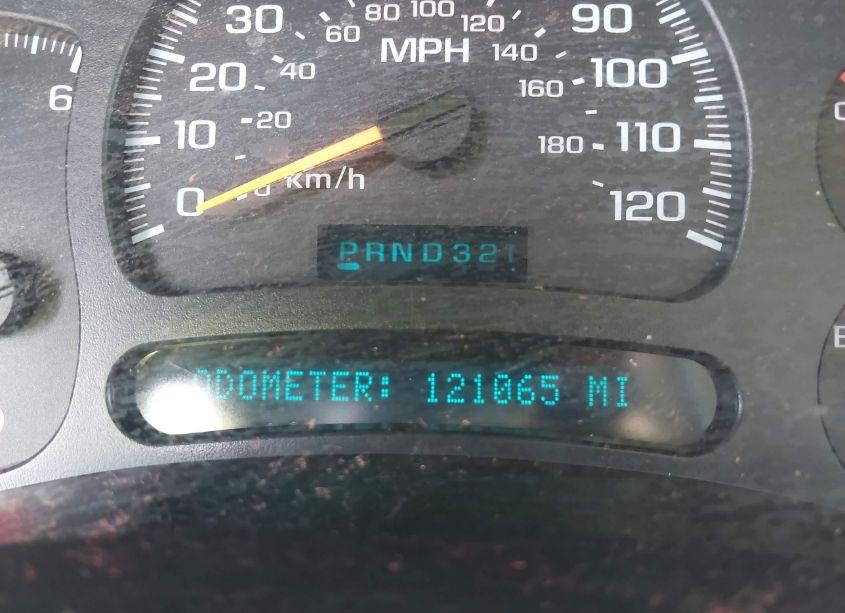 80 100 120
30 60 MPH 140 90
20 40 160 100
6
10 20 180 110
0 0 km/h 120
PRND321
ODOMETER: 121065 MI